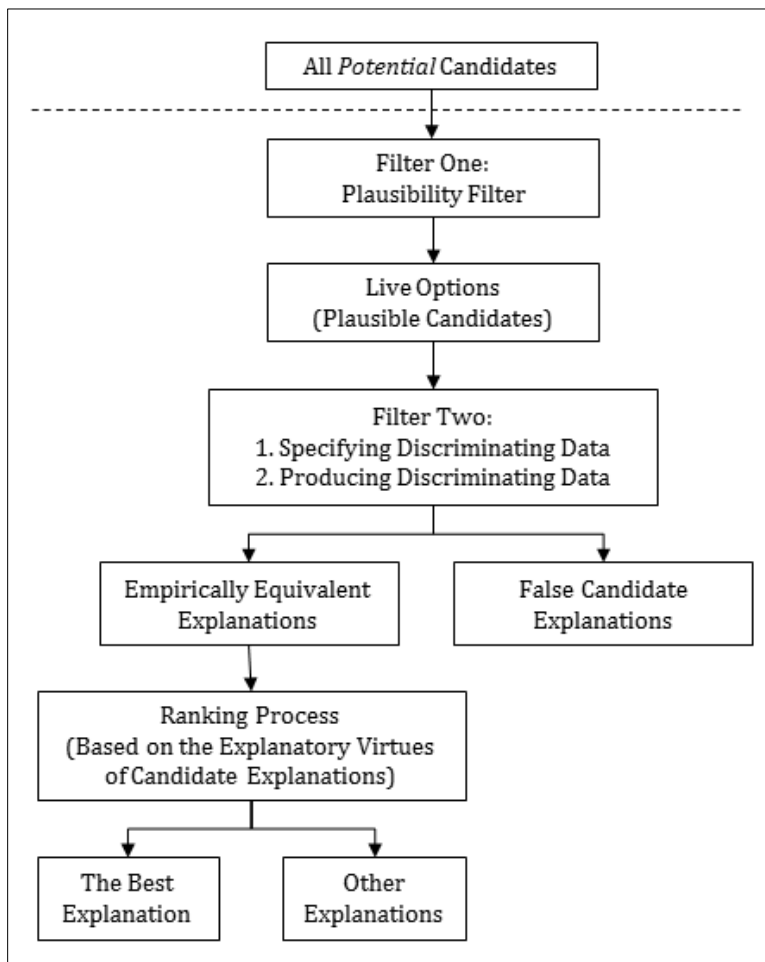 All Potential Candidates
Filter One:
Plausibility Filter
Live Options
(Plausible Candidates)
Filter Two:
1. Specifying Discriminating Data
2. Producing Discriminating Data
Empirically Equivalent
Explanations
False Candidate
Explanations
Ranking Process
(Based on the Explanatory Virtues
of Candidate Explanations)
The Best
Explanation
Other
Explanations